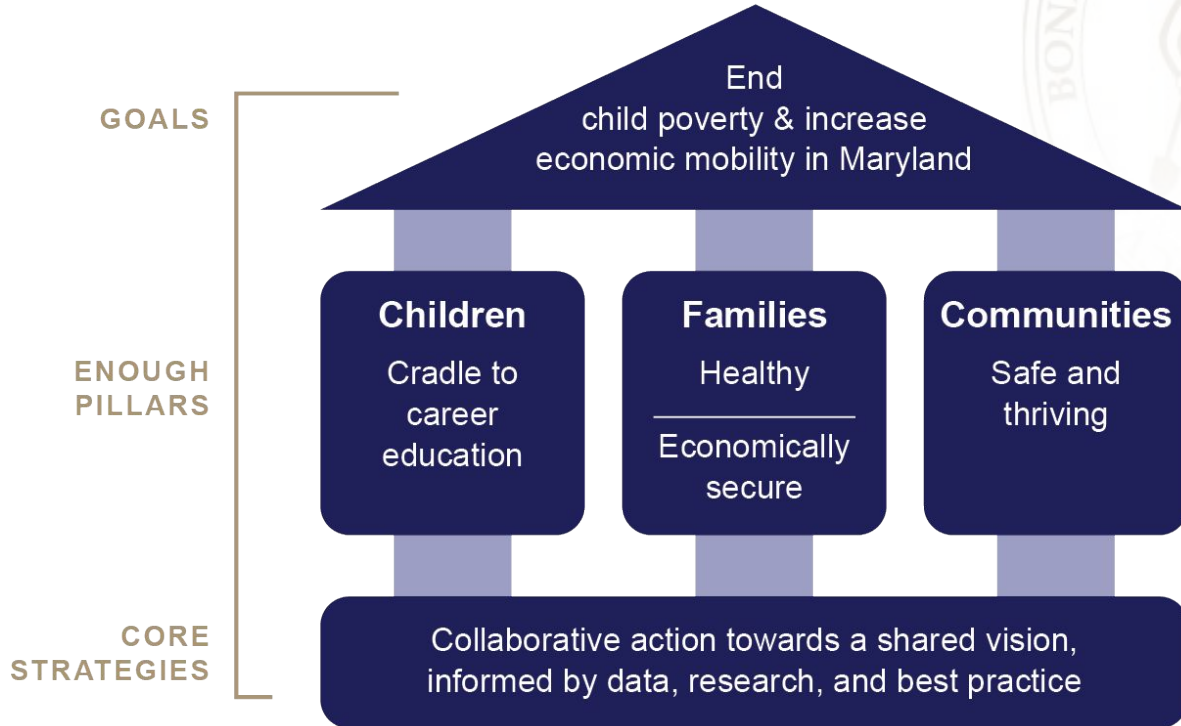 GOALS
End
child poverty & increase
economic mobility in Maryland
ENOUGH
PILLARS
Children
Cradle to
career
education
Families
Healthy
Economically
secure
Communities
Safe and
thriving
CORE
STRATEGIES
Collaborative action towards a shared vision,
informed by data, research, and best practice